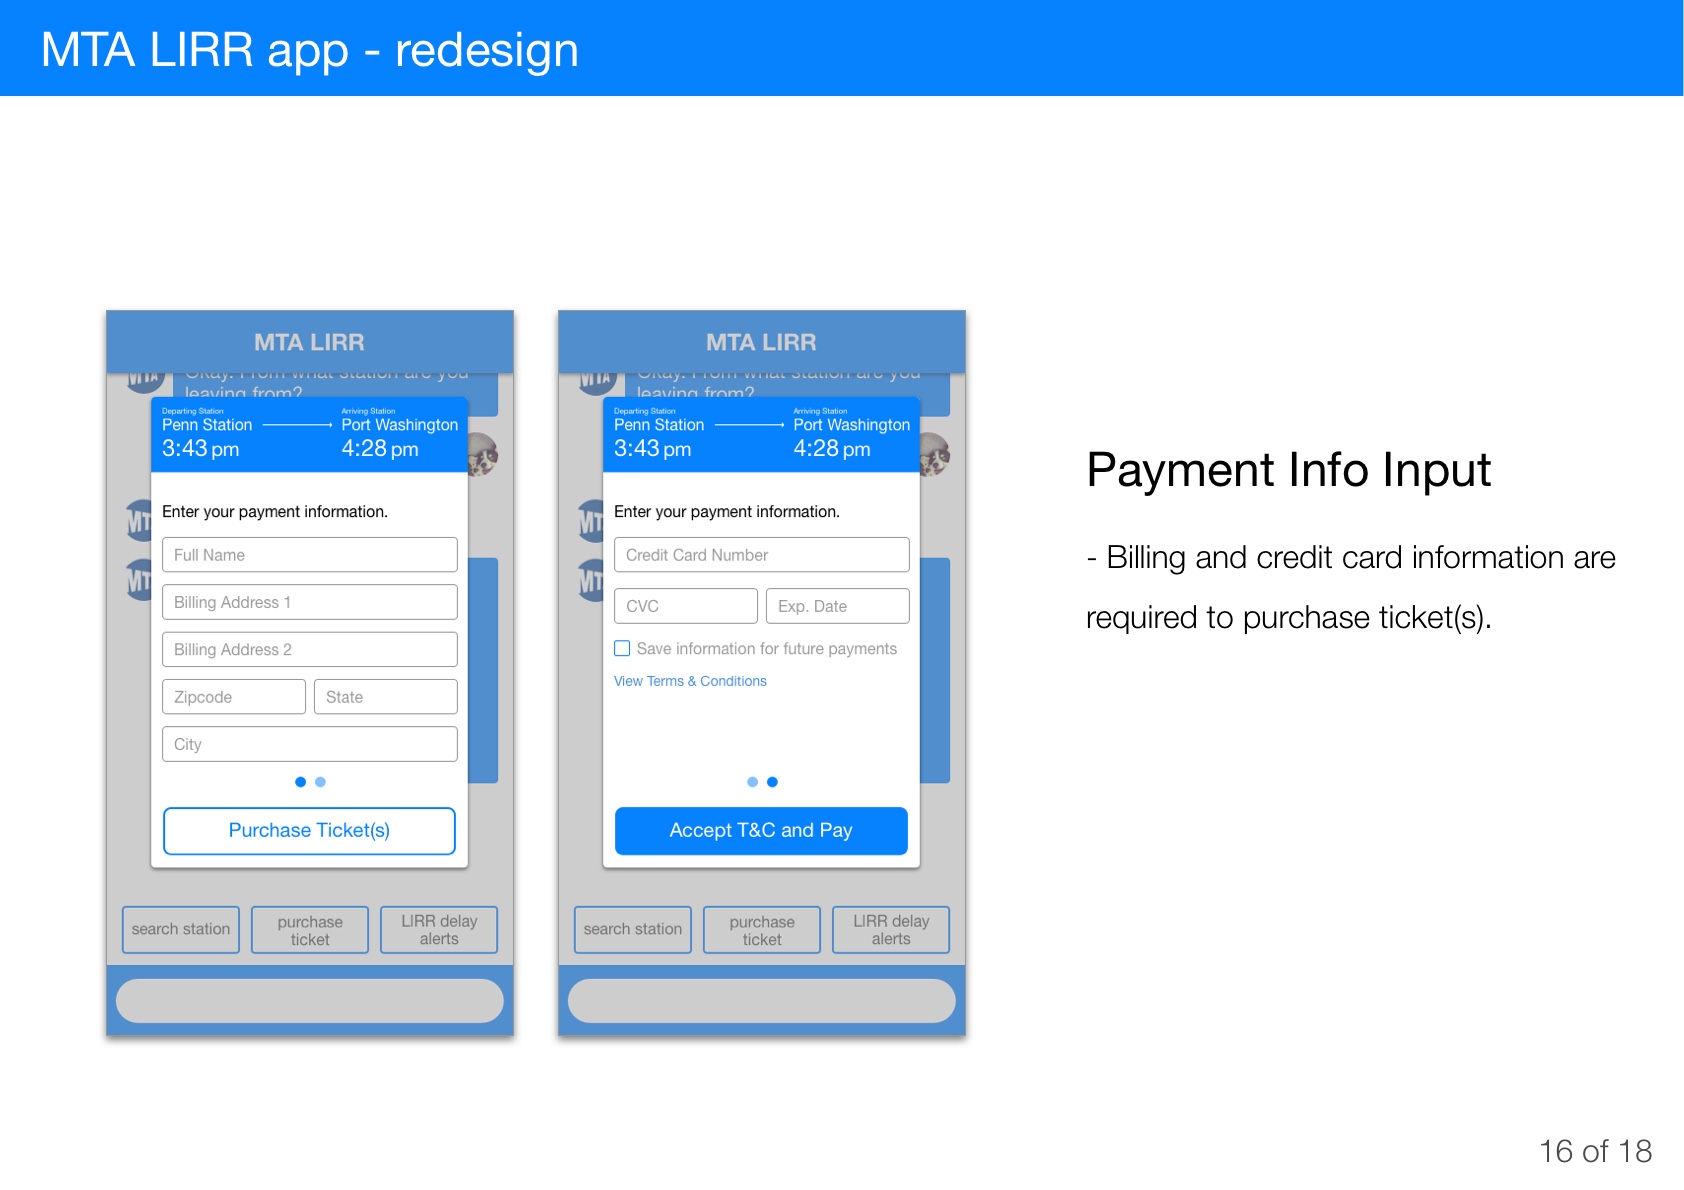 MTA LIRR app - redesign
MTA LIRR
MTA
Okay. From what station are you
leaving from?
Departing Station
Arriving Station
Penn Station
Port Washington
3:43 pm
4:28 pm
MT
Enter your payment information.
Full Name
MT
Billing Address 1
Billing Address 2
Zipcode
State
City
Purchase Ticket(s)
search station
purchase
ticket
LIRR delay
alerts
MTA LIRR
MTA
Okay. From what station are you
leaving from?
Departing Station
Arriving Station
Penn Station
Port Washington
3:43 pm
4:28 pm
MT
Enter your payment information.
Credit Card Number
MT
CVC
Exp. Date
Save information for future payments
View Terms & Conditions
Accept T&C and Pay
search station
purchase
ticket
LIRR delay
alerts
Payment Info Input
- Billing and credit card information are
required to purchase ticket(s).
16 of 18